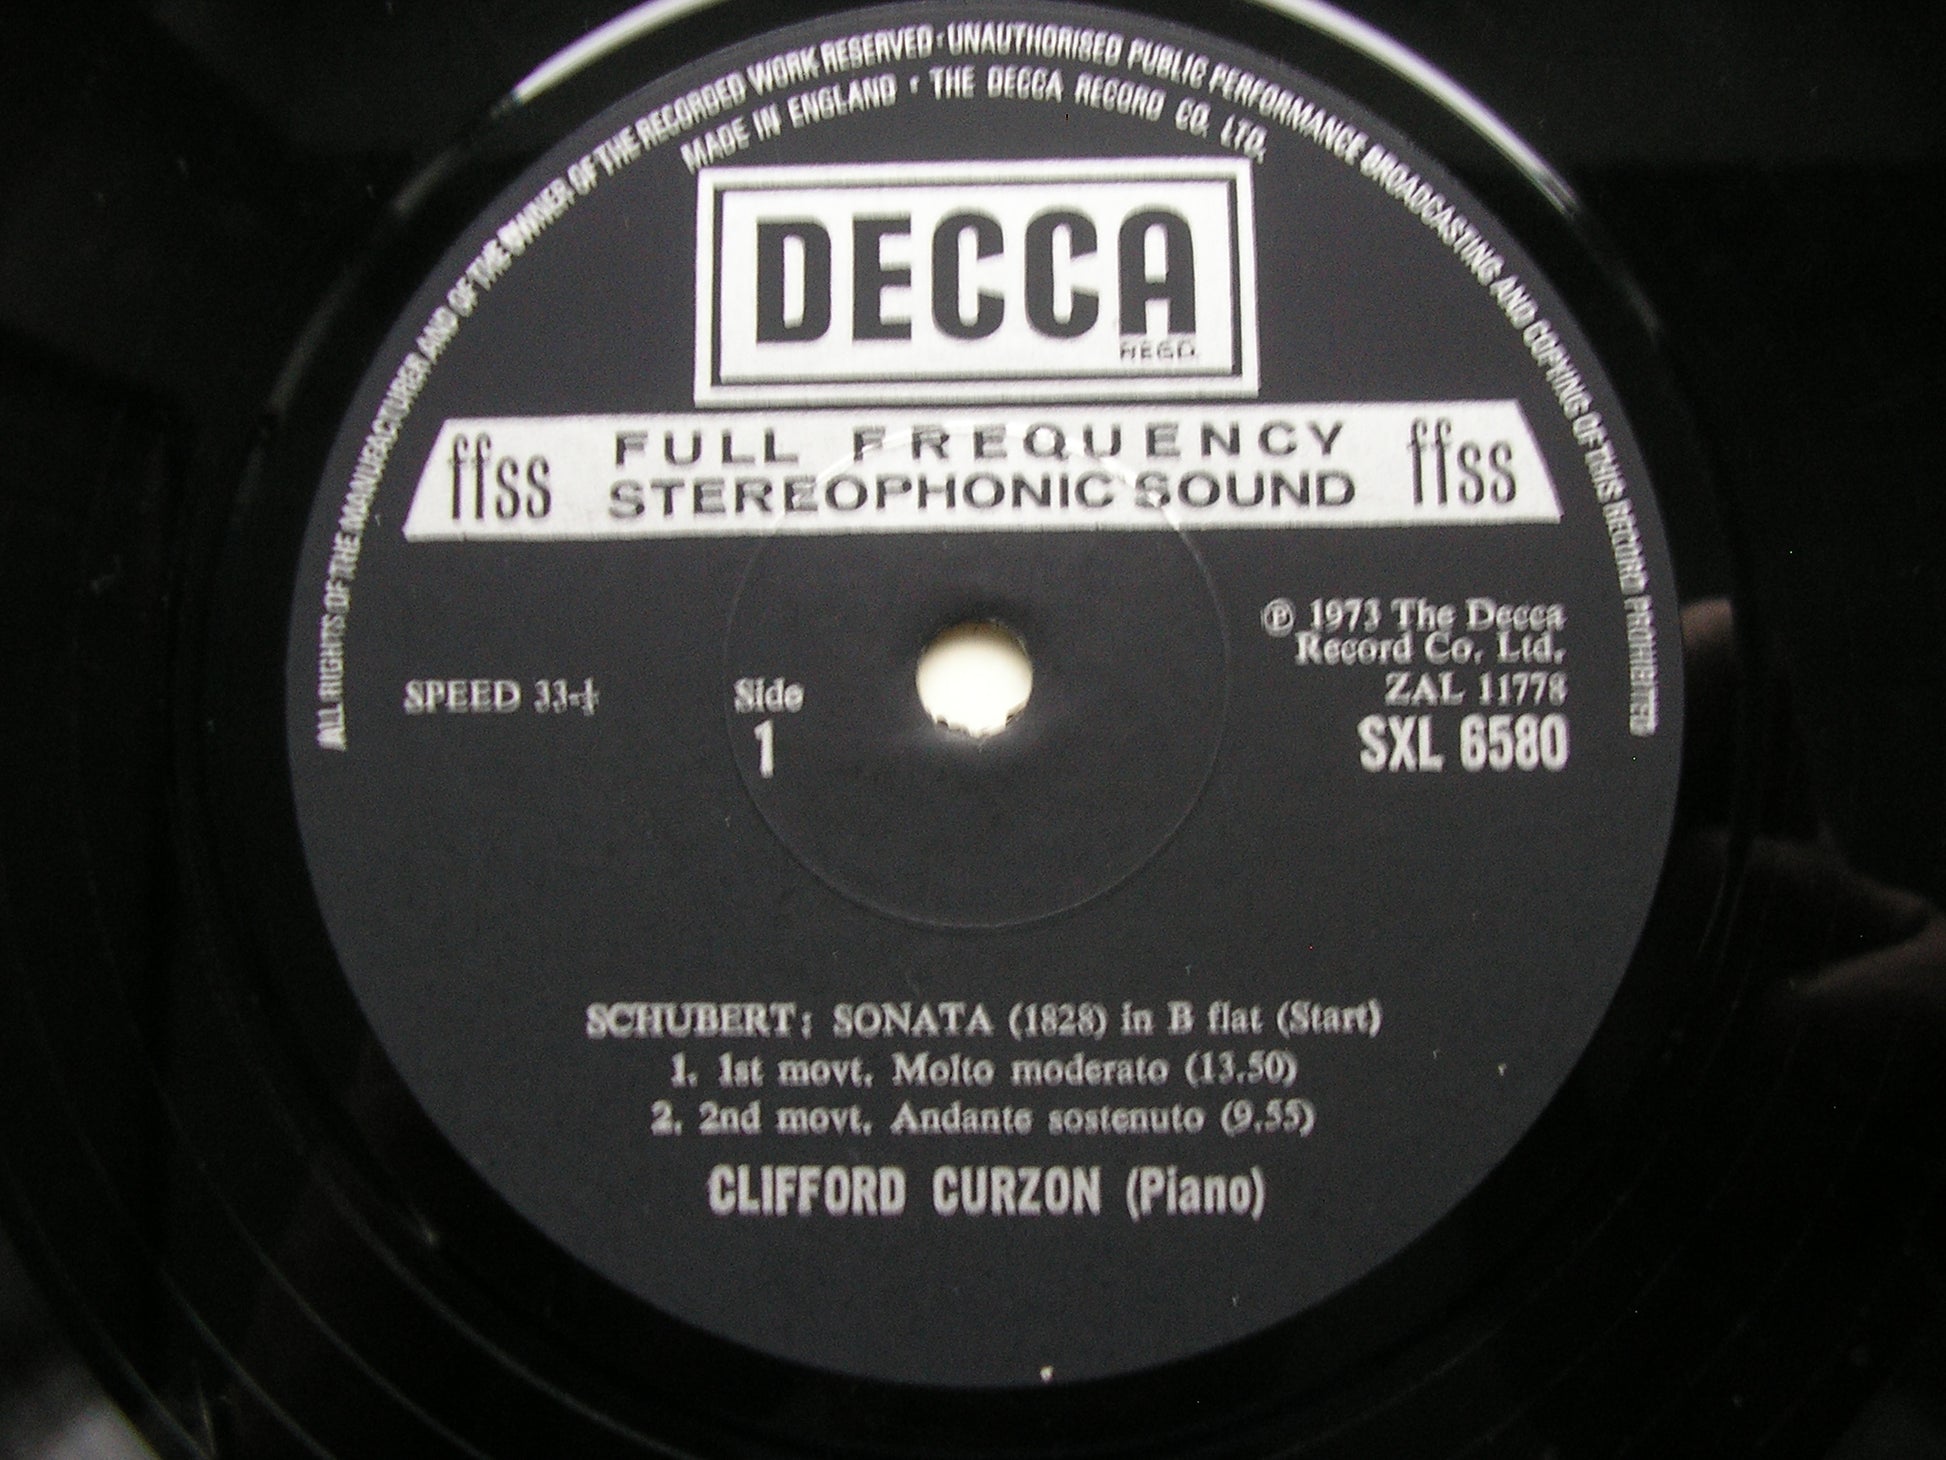 ALL RIGHTS OF THE MANUFACTURER AND OF THE OWNER OF THE RECORDED WORK RESERVED · UNAUTHORISED PUBLIC PERFORMANCE BROADCASTING AND COPYING OF THIS RECORD PROHIBITED
MADE IN ENGLAND · THE DECCA RECORD CO. LTD.
DECCA
REGD.
ffss FULL FREQUENCY STEREOPHONIC SOUND ffss
℗ 1973 The Decca
Record Co. Ltd.
SPEED 33-⅓
Side
1
ZAL 11778
SXL 6580
SCHUBERT: SONATA (1828) in B flat (Start)
1. 1st movt. Molto moderato (13.50)
2. 2nd movt. Andante sostenuto (9.55)
CLIFFORD CURZON (Piano)